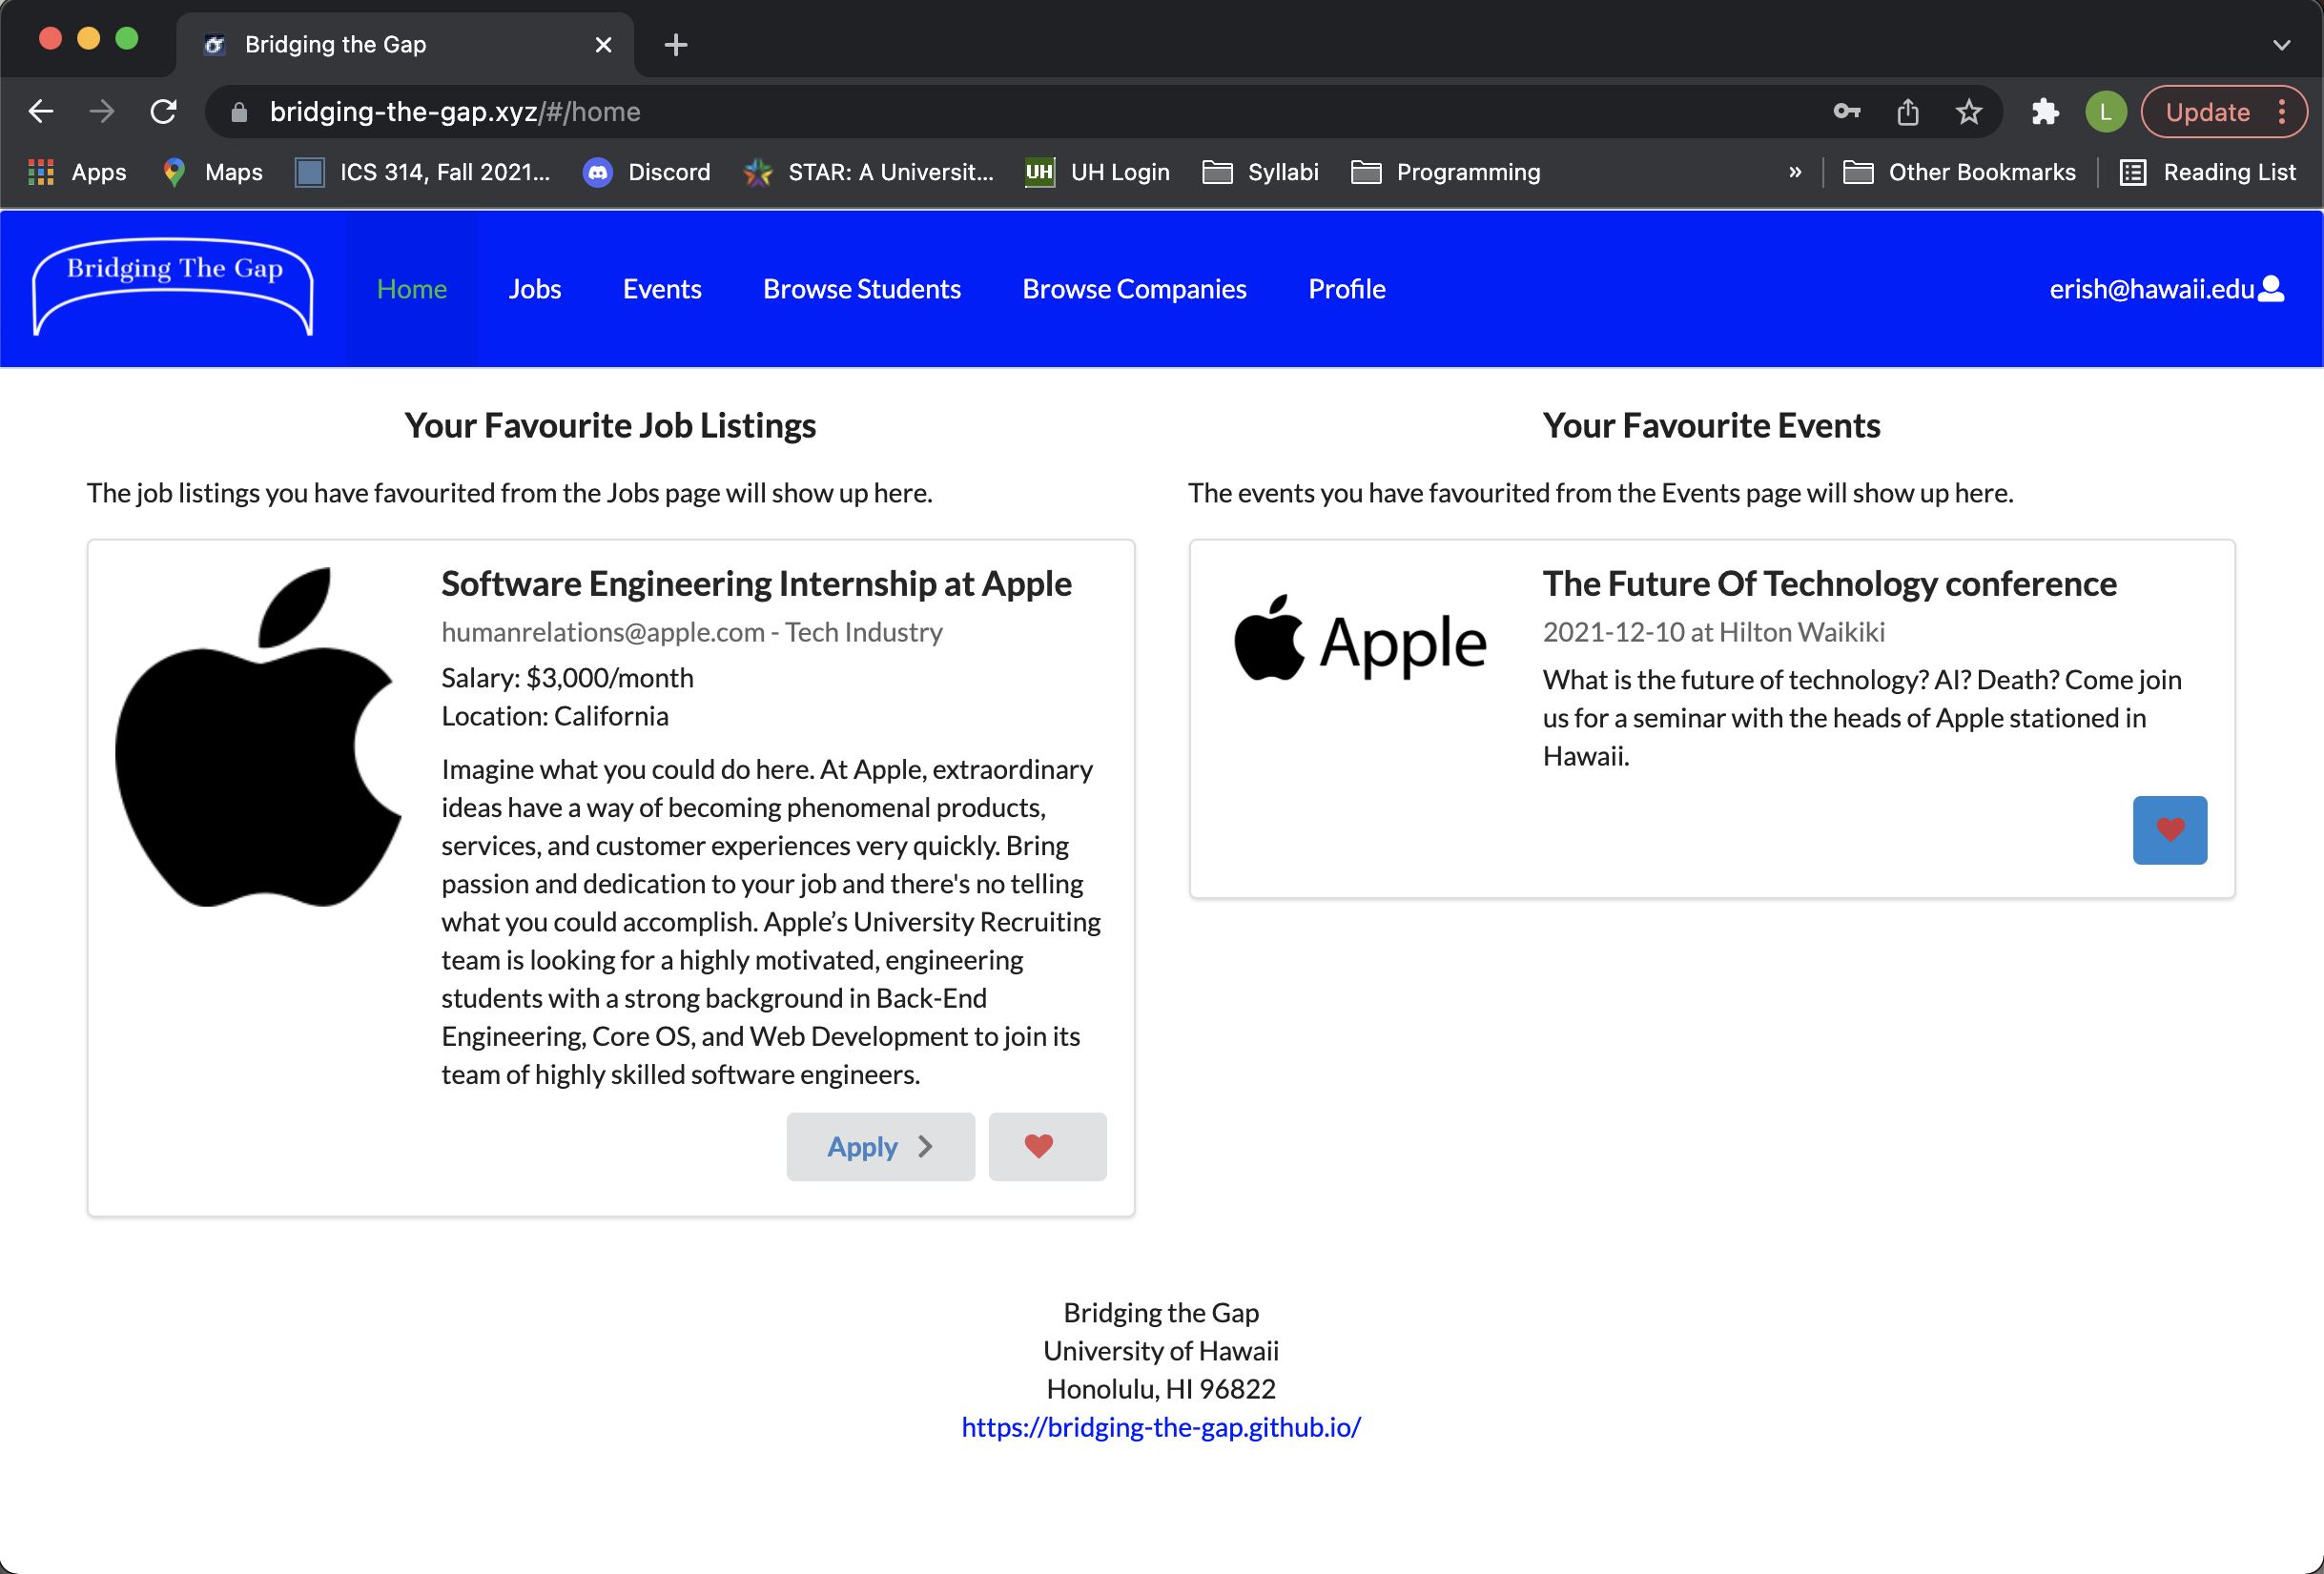 Bridging the Gap
bridging-the-gap.xyz/#/home
L
Update
Apps
Maps
ICS 314, Fall 2021...
Discord
STAR: A Universit...
UH
UH Login
Syllabi
Programming
»
Other Bookmarks
Reading List
Bridging The Gap
Home
Jobs
Events
Browse Students
Browse Companies
Profile
erish@hawaii.edu
Your Favourite Job Listings
The job listings you have favourited from the Jobs page will show up here.
Software Engineering Internship at Apple
humanrelations@apple.com - Tech Industry
Salary: $3,000/month
Location: California
Imagine what you could do here. At Apple, extraordinary
ideas have a way of becoming phenomenal products,
services, and customer experiences very quickly. Bring
passion and dedication to your job and there's no telling
what you could accomplish. Apple’s University Recruiting
team is looking for a highly motivated, engineering
students with a strong background in Back-End
Engineering, Core OS, and Web Development to join its
team of highly skilled software engineers.
Apply
Your Favourite Events
The events you have favourited from the Events page will show up here.
Apple
The Future Of Technology conference
2021-12-10 at Hilton Waikiki
What is the future of technology? AI? Death? Come join
us for a seminar with the heads of Apple stationed in
Hawaii.
Bridging the Gap
University of Hawaii
Honolulu, HI 96822
https://bridging-the-gap.github.io/